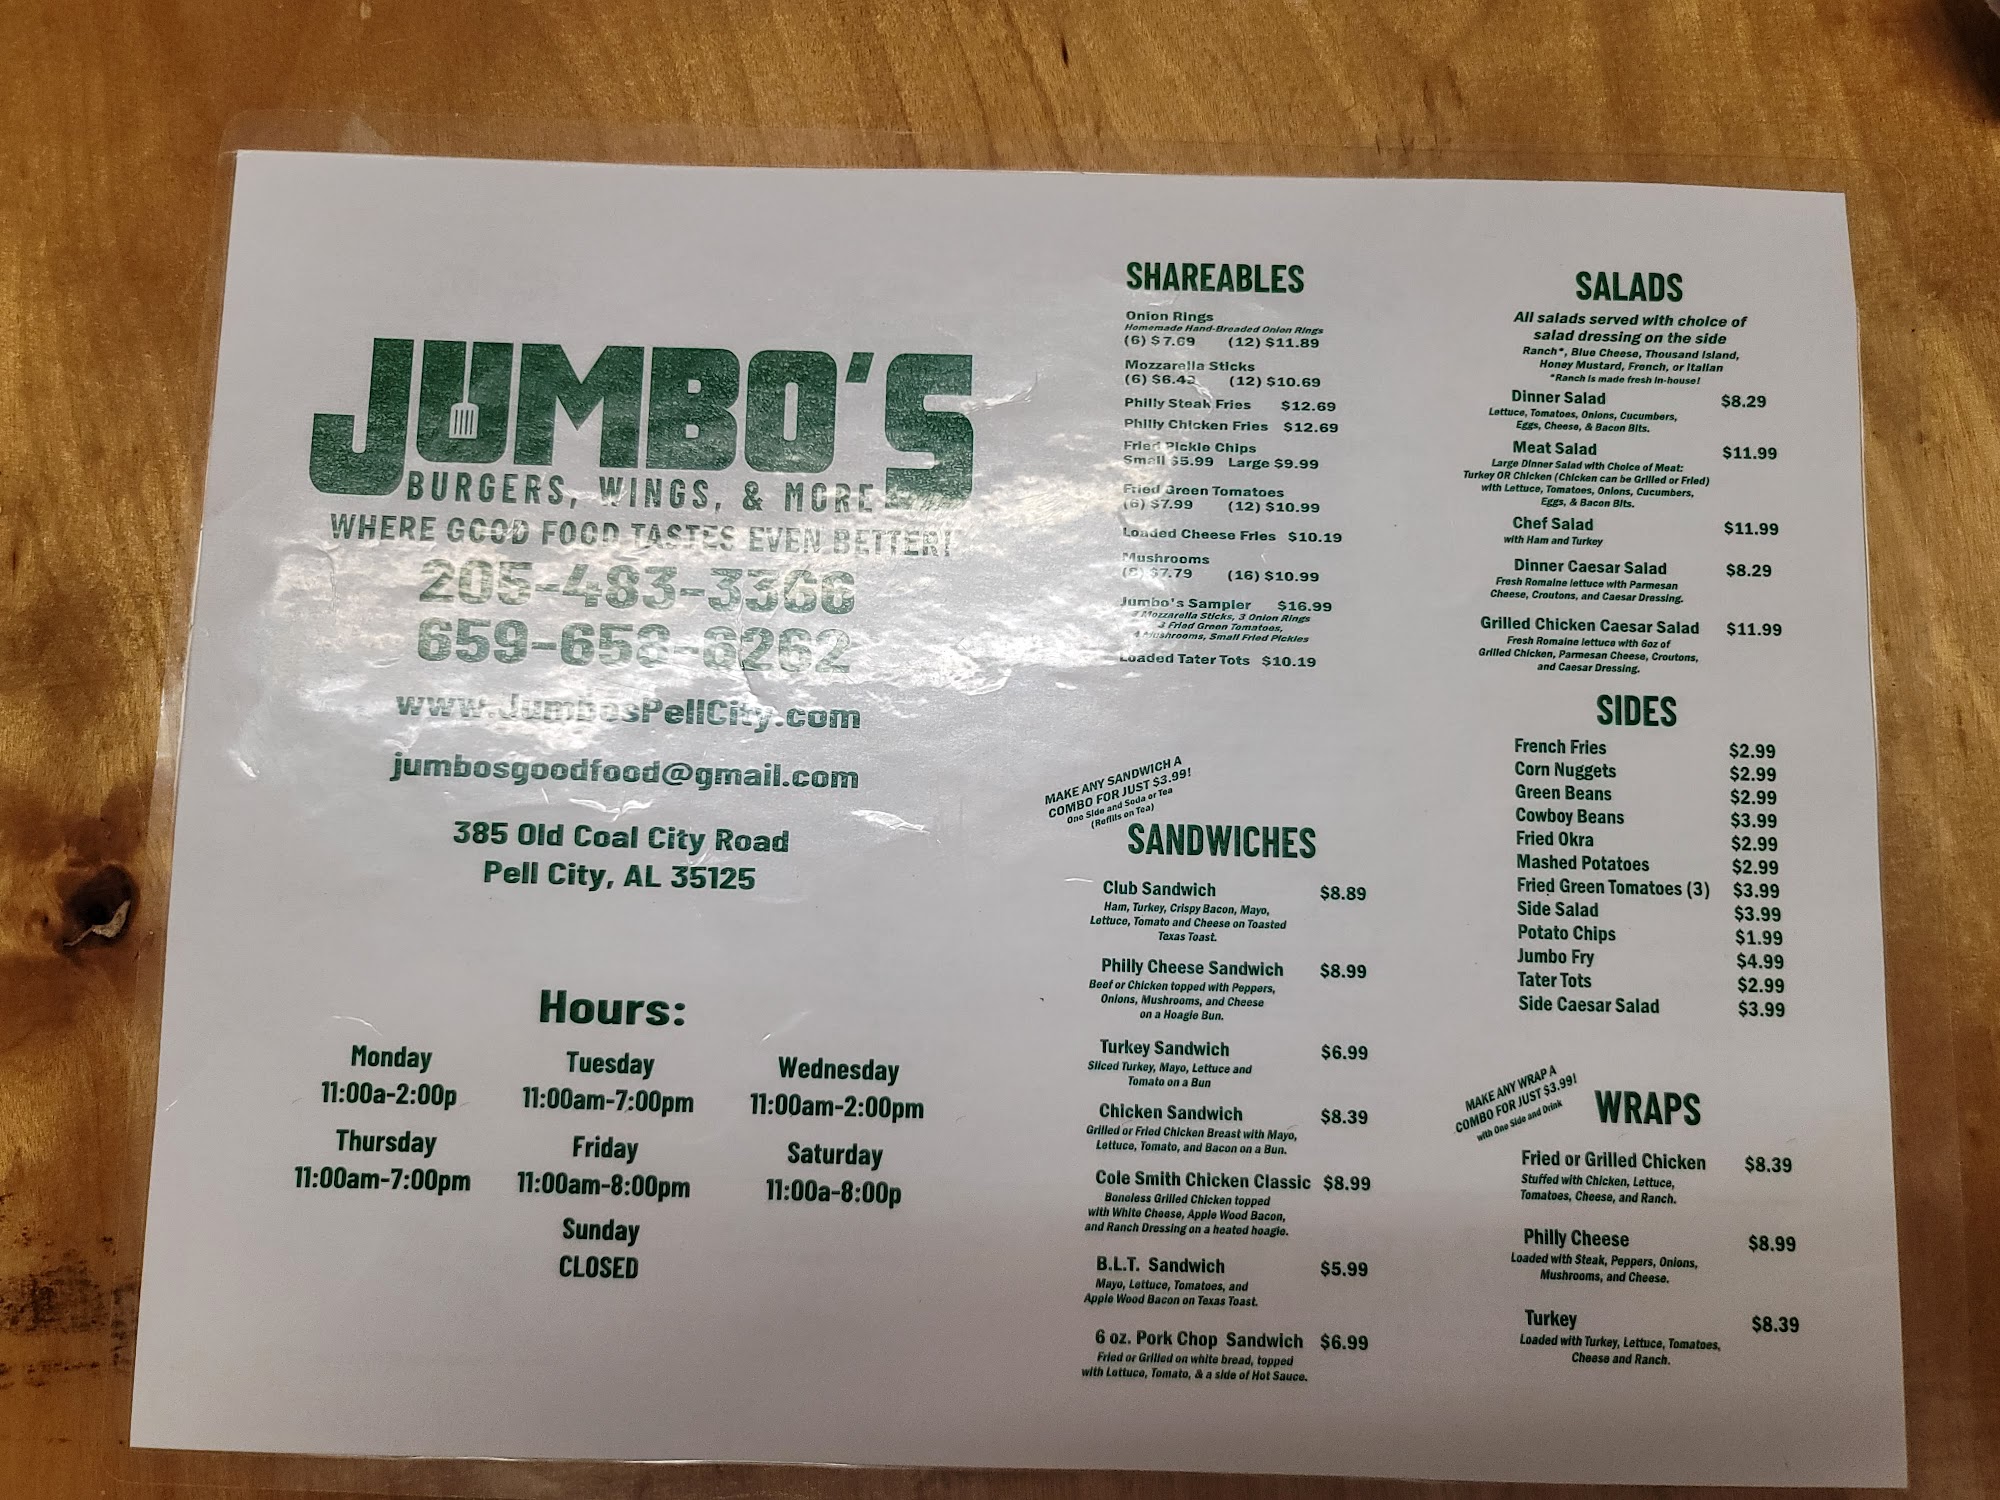 JUMBO'S
BURGERS, WINGS, & MORE
WHERE GOOD FOOD TASTES EVEN BETTER!
205-483-3366
659-658-6262
www.JumbosPellCity.com
jumbosgoodfood@gmail.com
385 Old Coal City Road
Pell City, AL 35125
Hours:
Monday
11:00a-2:00p
Tuesday
11:00am-7:00pm
Wednesday
11:00am-2:00pm
Thursday
11:00am-7:00pm
Friday
11:00am-8:00pm
Saturday
11:00a-8:00p
Sunday
CLOSED
SHAREABLES
Onion Rings
Homemade Hand-Breaded Onion Rings
(6) $7.69 (12) $11.89
Mozzarella Sticks
(6) (12) $10.69
Philly Steak Fries $12.69
Philly Chicken Fries $12.69
Fried Pickle Chips
Small $5.99 Large $9.99
Fried Green Tomatoes
(6) $7.99 (12) $10.99
Loaded Cheese Fries $10.19
Mushrooms
$7.79 (16) $10.99
Jumbo's Sampler $16.99
Mozzarella Sticks, 3 Onion Rings
3 Fried Green Tomatoes,
Mushrooms, Small Fried Pickles
Loaded Tater Tots $10.19
MAKE ANY SANDWICH A
COMBO FOR JUST $3.99!
One Side and Soda or Tea
(Refills on Tea)
SANDWICHES
Club Sandwich $8.89
Ham, Turkey, Crispy Bacon, Mayo,
Lettuce, Tomato and Cheese on Toasted
Texas Toast.
Philly Cheese Sandwich $8.99
Beef or Chicken topped with Peppers,
Onions, Mushrooms, and Cheese
on a Hoagie Bun.
Turkey Sandwich $6.99
Sliced Turkey, Mayo, Lettuce and
Tomato on a Bun
Chicken Sandwich $8.39
Grilled or Fried Chicken Breast with Mayo,
Lettuce, Tomato, and Bacon on a Bun.
Cole Smith Chicken Classic $8.99
Boneless Grilled Chicken topped
with White Cheese, Apple Wood Bacon,
and Ranch Dressing on a heated hoagie.
B.L.T. Sandwich $5.99
Mayo, Lettuce, Tomatoes, and
Apple Wood Bacon on Texas Toast.
6 oz. Pork Chop Sandwich $6.99
Fried or Grilled on white bread, topped
with Lettuce, Tomato, & a side of Hot Sauce.
SALADS
All salads served with choice of
salad dressing on the side
Ranch*, Blue Cheese, Thousand Island,
Honey Mustard, French, or Italian
*Ranch is made fresh in-house!
Dinner Salad $8.29
Lettuce, Tomatoes, Onions, Cucumbers,
Eggs, Cheese, & Bacon Bits.
Meat Salad $11.99
Large Dinner Salad with Choice of Meat:
Turkey OR Chicken (Chicken can be Grilled or Fried)
with Lettuce, Tomatoes, Onions, Cucumbers,
Eggs, & Bacon Bits.
Chef Salad $11.99
with Ham and Turkey
Dinner Caesar Salad $8.29
Fresh Romaine lettuce with Parmesan
Cheese, Croutons, and Caesar Dressing.
Grilled Chicken Caesar Salad $11.99
Fresh Romaine lettuce with 6oz of
Grilled Chicken, Parmesan Cheese, Croutons,
and Caesar Dressing.
SIDES
French Fries $2.99
Corn Nuggets $2.99
Green Beans $2.99
Cowboy Beans $3.99
Fried Okra $2.99
Mashed Potatoes $2.99
Fried Green Tomatoes (3) $3.99
Side Salad $3.99
Potato Chips $1.99
Jumbo Fry $4.99
Tater Tots $2.99
Side Caesar Salad $3.99
MAKE ANY WRAP A
COMBO FOR JUST $3.99!
with One Side and Drink
WRAPS
Fried or Grilled Chicken $8.39
Stuffed with Chicken, Lettuce,
Tomatoes, Cheese, and Ranch.
Philly Cheese $8.99
Loaded with Steak, Peppers, Onions,
Mushrooms, and Cheese.
Turkey $8.39
Loaded with Turkey, Lettuce, Tomatoes,
Cheese and Ranch.